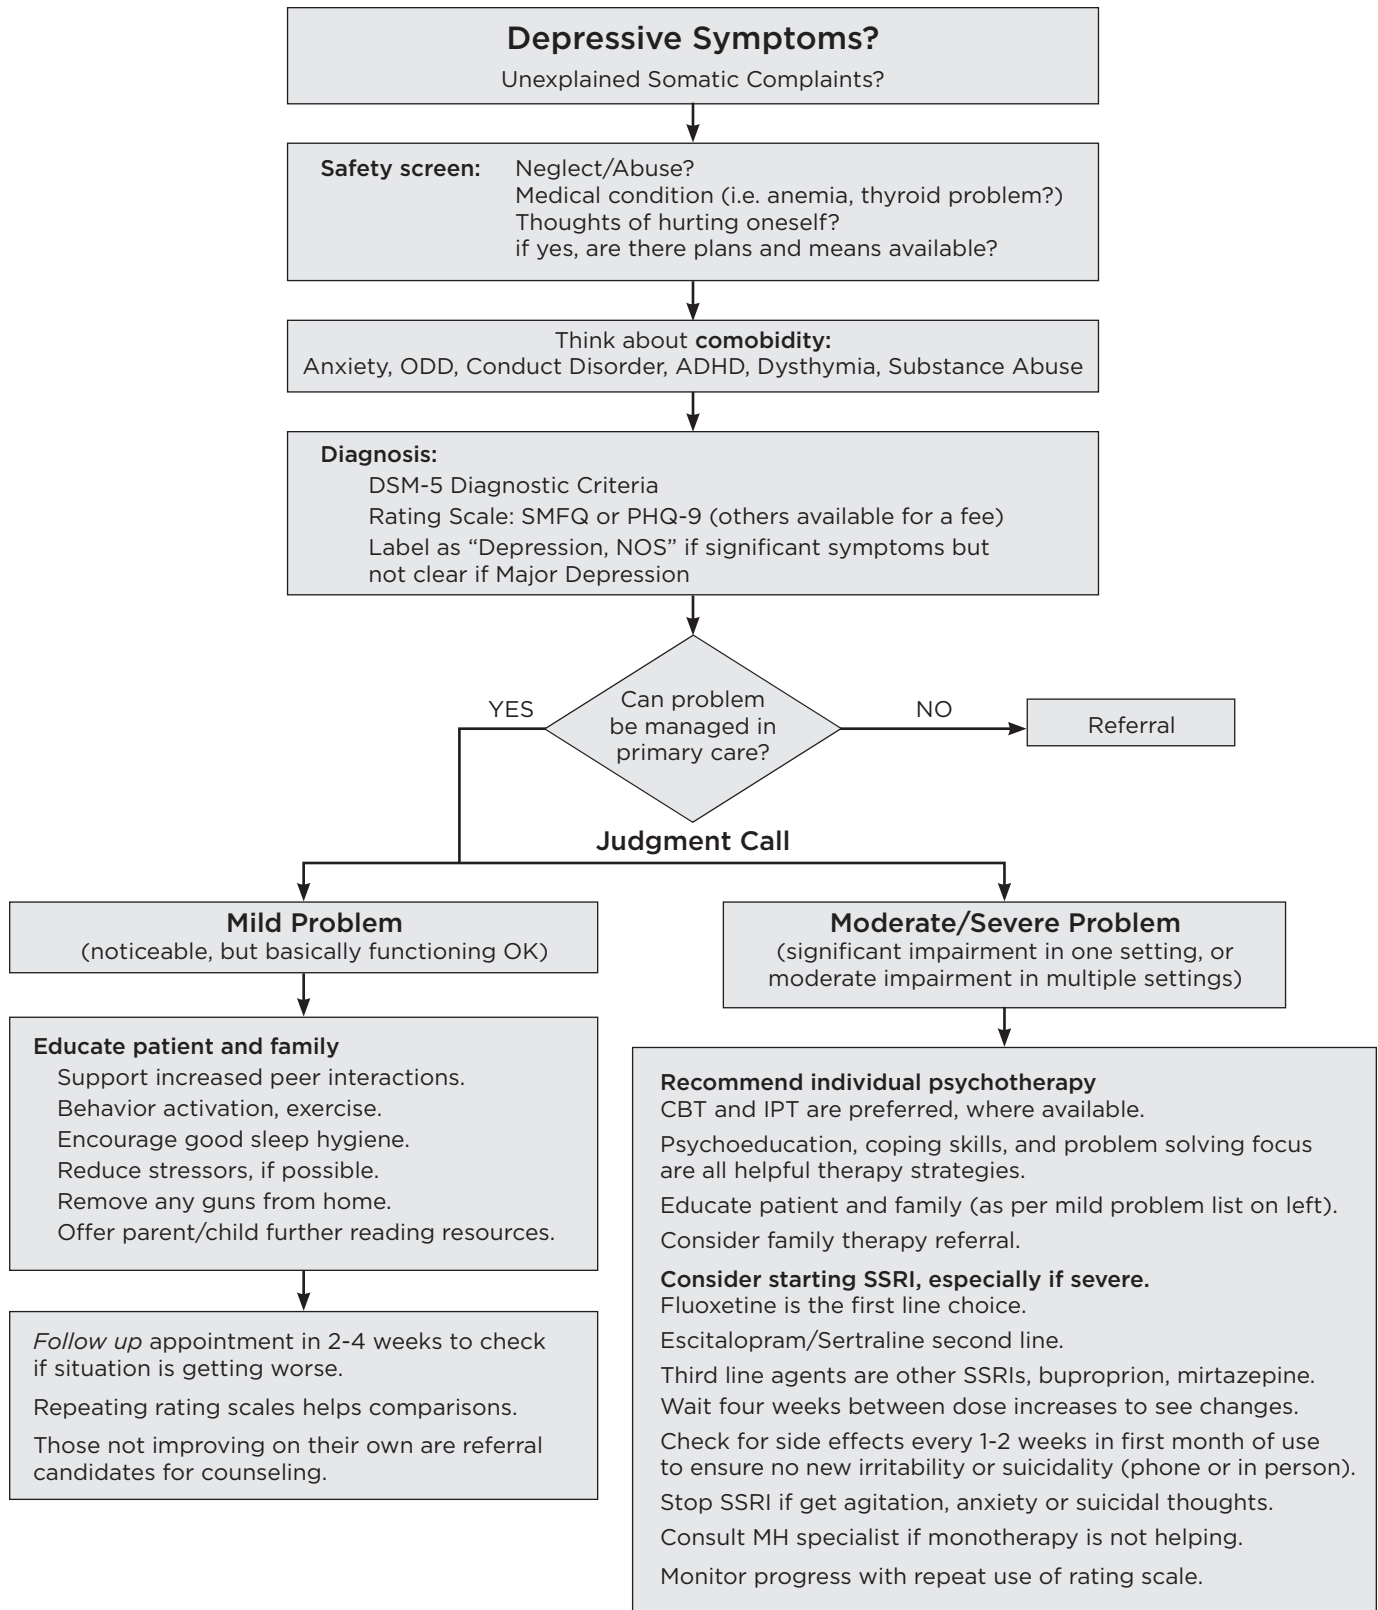 Depressive Symptoms?
Unexplained Somatic Complaints?
Safety screen: Neglect/Abuse?
Medical condition (i.e. anemia, thyroid problem?)
Thoughts of hurting oneself?
if yes, are there plans and means available?
Think about comobidity:
Anxiety, ODD, Conduct Disorder, ADHD, Dysthymia, Substance Abuse
Diagnosis:
DSM-5 Diagnostic Criteria
Rating Scale: SMFQ or PHQ-9 (others available for a fee)
Label as “Depression, NOS” if significant symptoms but
not clear if Major Depression
Can problem
be managed in
primary care?
YES
NO
Referral
Judgment Call
Mild Problem
(noticeable, but basically functioning OK)
Educate patient and family
Support increased peer interactions.
Behavior activation, exercise.
Encourage good sleep hygiene.
Reduce stressors, if possible.
Remove any guns from home.
Offer parent/child further reading resources.
Follow up appointment in 2-4 weeks to check
if situation is getting worse.
Repeating rating scales helps comparisons.
Those not improving on their own are referral
candidates for counseling.
Moderate/Severe Problem
(significant impairment in one setting, or
moderate impairment in multiple settings)
Recommend individual psychotherapy
CBT and IPT are preferred, where available.
Psychoeducation, coping skills, and problem solving focus
are all helpful therapy strategies.
Educate patient and family (as per mild problem list on left).
Consider family therapy referral.
Consider starting SSRI, especially if severe.
Fluoxetine is the first line choice.
Escitalopram/Sertraline second line.
Third line agents are other SSRIs, buproprion, mirtazepine.
Wait four weeks between dose increases to see changes.
Check for side effects every 1-2 weeks in first month of use
to ensure no new irritability or suicidality (phone or in person).
Stop SSRI if get agitation, anxiety or suicidal thoughts.
Consult MH specialist if monotherapy is not helping.
Monitor progress with repeat use of rating scale.